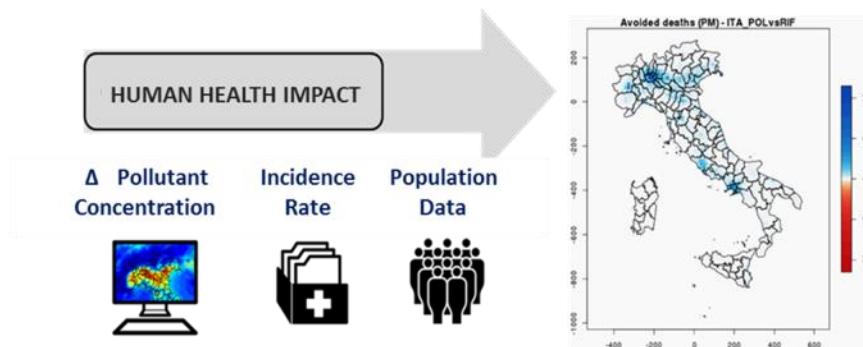 HUMAN HEALTH IMPACT
Δ Pollutant
Concentration
Incidence
Rate
Population
Data
Avoided deaths (PM) - ITA_POLvsRIF
200
0
-200
-400
-600
-800
-1000
-400
-200
0
200
400
600